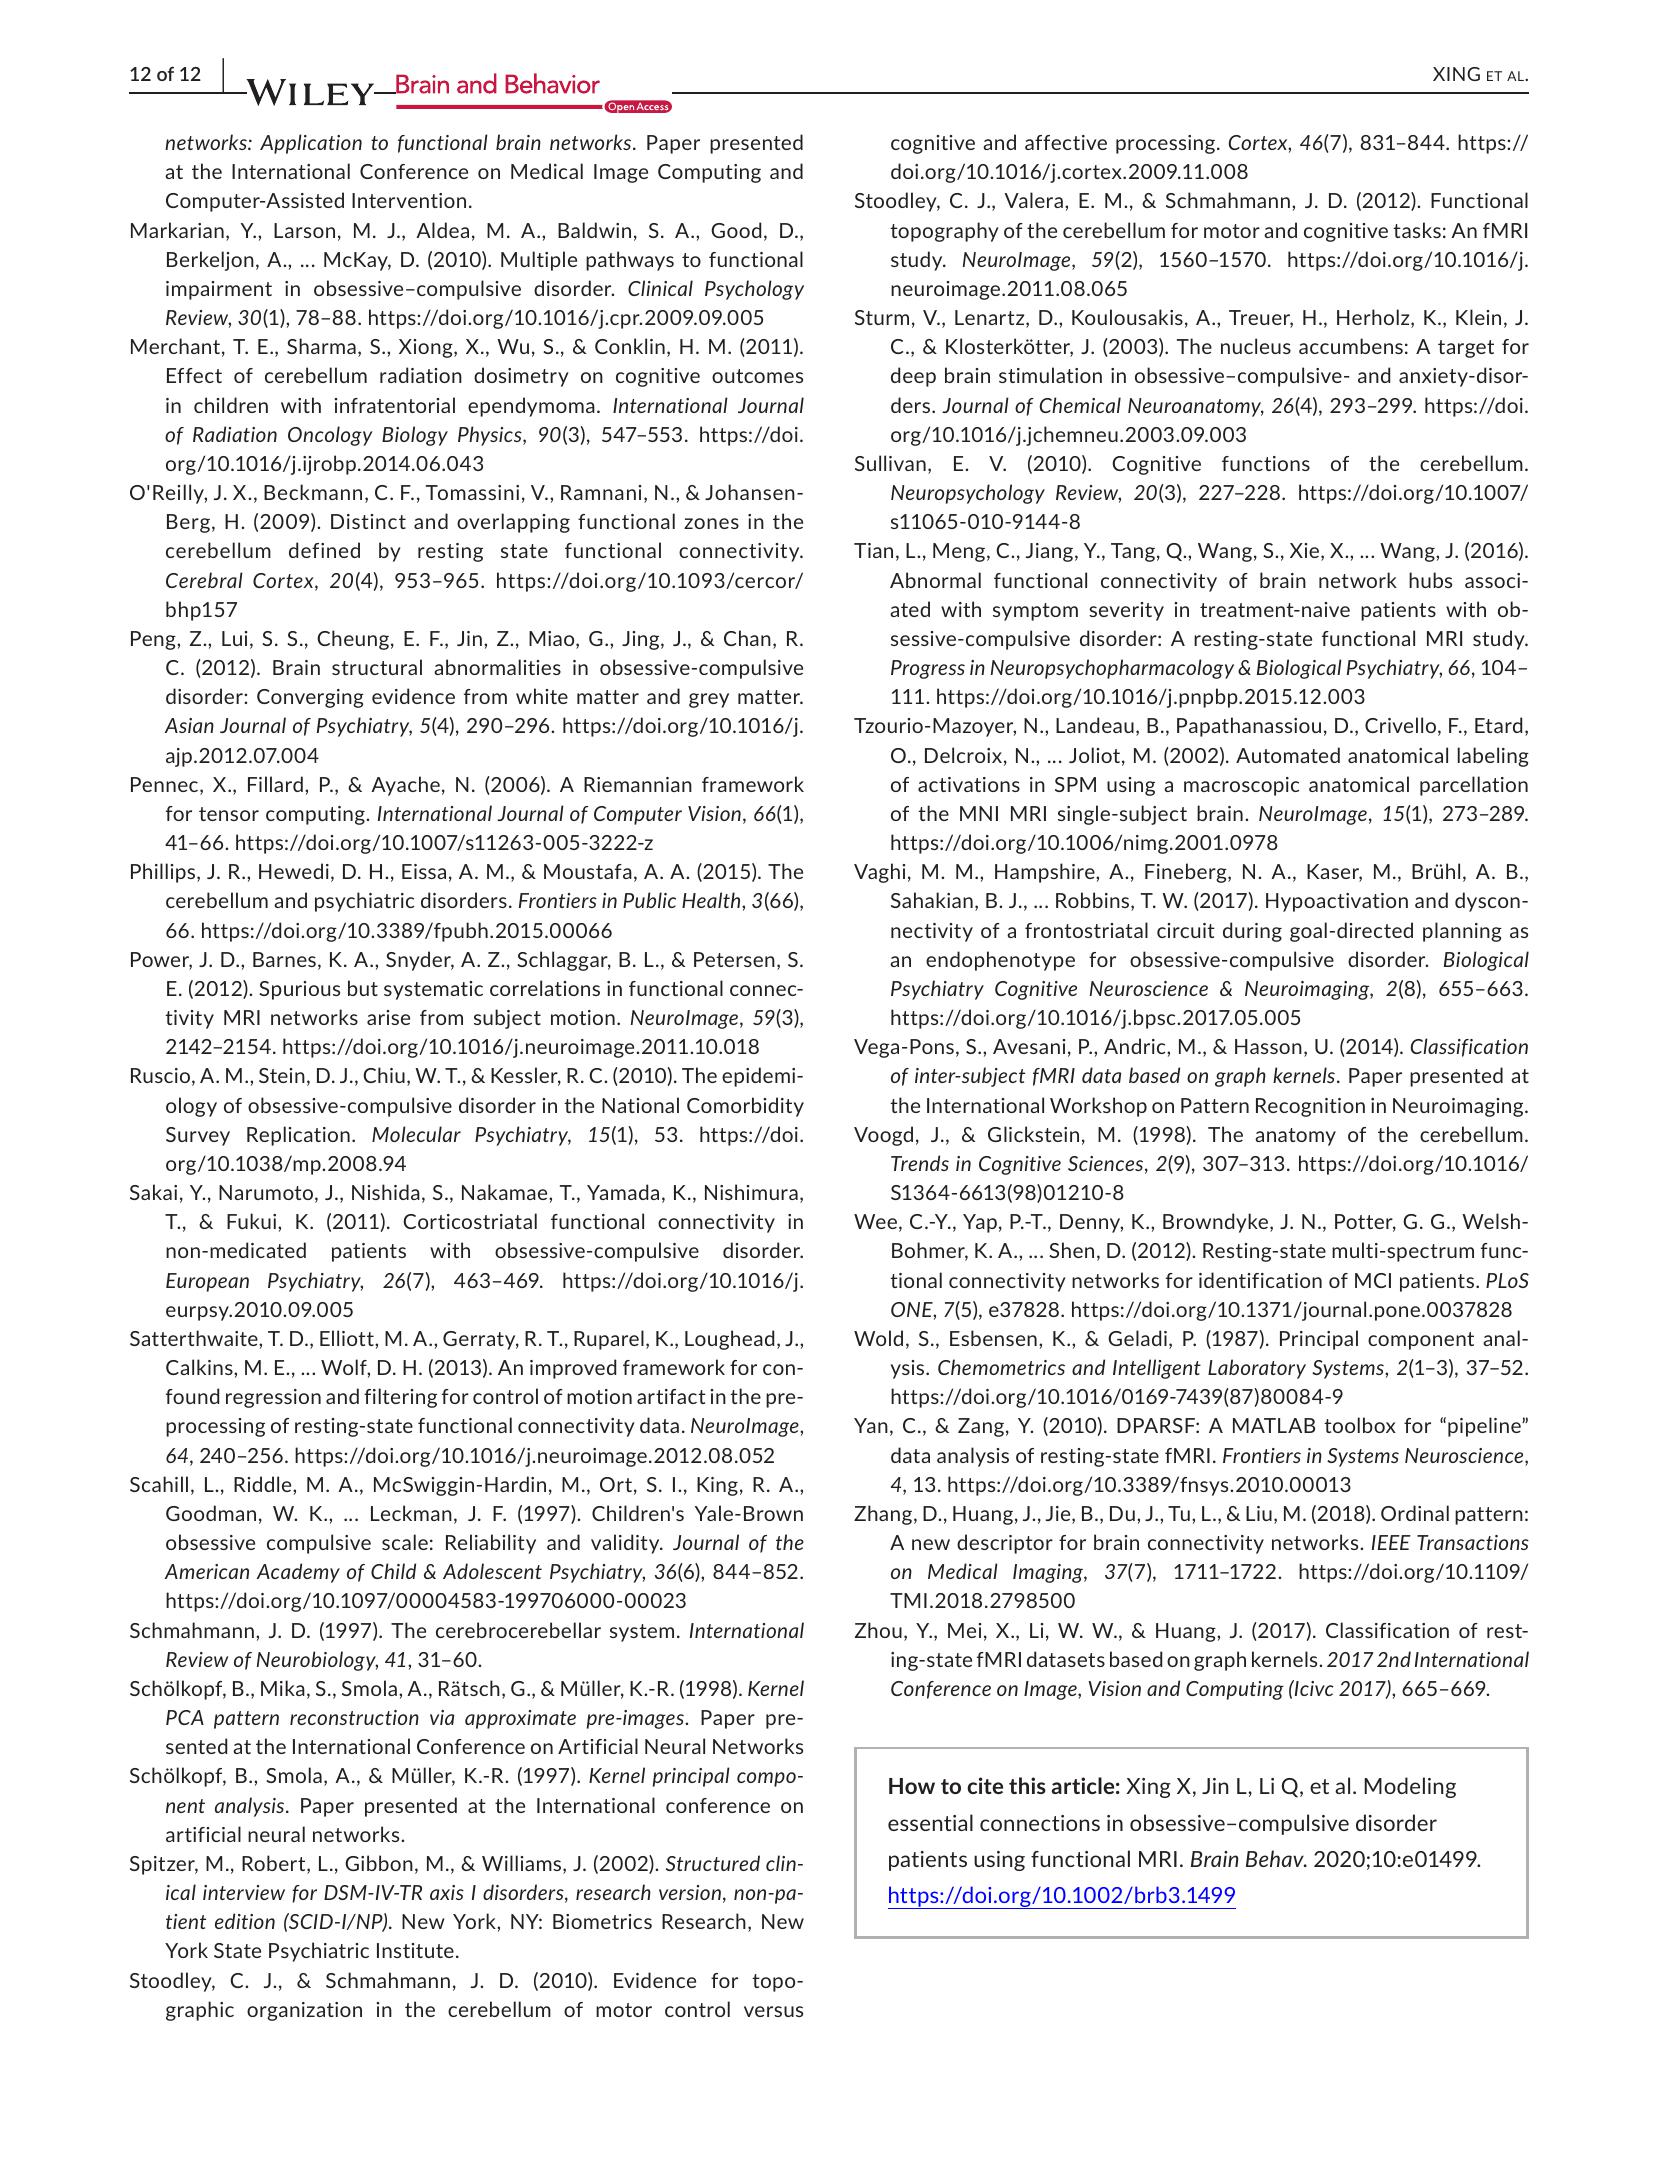 12 of 12
WILEY
Brain and Behavior
Open Access
XING ET AL.
networks: Application to functional brain networks. Paper presented
at the International Conference on Medical Image Computing and
Computer-Assisted Intervention.
Markarian, Y., Larson, M. J., Aldea, M. A., Baldwin, S. A., Good, D.,
Berkeljon, A., ... McKay, D. (2010). Multiple pathways to functional
impairment in obsessive–compulsive disorder. Clinical Psychology
Review, 30(1), 78–88. https://doi.org/10.1016/j.cpr.2009.09.005
Merchant, T. E., Sharma, S., Xiong, X., Wu, S., & Conklin, H. M. (2011).
Effect of cerebellum radiation dosimetry on cognitive outcomes
in children with infratentorial ependymoma. International Journal
of Radiation Oncology Biology Physics, 90(3), 547–553. https://doi.
org/10.1016/j.ijrobp.2014.06.043
O'Reilly, J. X., Beckmann, C. F., Tomassini, V., Ramnani, N., & Johansen-
Berg, H. (2009). Distinct and overlapping functional zones in the
cerebellum defined by resting state functional connectivity.
Cerebral Cortex, 20(4), 953–965. https://doi.org/10.1093/cercor/
bhp157
Peng, Z., Lui, S. S., Cheung, E. F., Jin, Z., Miao, G., Jing, J., & Chan, R.
C. (2012). Brain structural abnormalities in obsessive-compulsive
disorder: Converging evidence from white matter and grey matter.
Asian Journal of Psychiatry, 5(4), 290–296. https://doi.org/10.1016/j.
ajp.2012.07.004
Pennec, X., Fillard, P., & Ayache, N. (2006). A Riemannian framework
for tensor computing. International Journal of Computer Vision, 66(1),
41–66. https://doi.org/10.1007/s11263-005-3222-z
Phillips, J. R., Hewedi, D. H., Eissa, A. M., & Moustafa, A. A. (2015). The
cerebellum and psychiatric disorders. Frontiers in Public Health, 3(66),
66. https://doi.org/10.3389/fpubh.2015.00066
Power, J. D., Barnes, K. A., Snyder, A. Z., Schlaggar, B. L., & Petersen, S.
E. (2012). Spurious but systematic correlations in functional connec-
tivity MRI networks arise from subject motion. NeuroImage, 59(3),
2142–2154. https://doi.org/10.1016/j.neuroimage.2011.10.018
Ruscio, A. M., Stein, D. J., Chiu, W. T., & Kessler, R. C. (2010). The epidemi-
ology of obsessive-compulsive disorder in the National Comorbidity
Survey Replication. Molecular Psychiatry, 15(1), 53. https://doi.
org/10.1038/mp.2008.94
Sakai, Y., Narumoto, J., Nishida, S., Nakamae, T., Yamada, K., Nishimura,
T., & Fukui, K. (2011). Corticostriatal functional connectivity in
non-medicated patients with obsessive-compulsive disorder.
European Psychiatry, 26(7), 463–469. https://doi.org/10.1016/j.
eurpsy.2010.09.005
Satterthwaite, T. D., Elliott, M. A., Gerraty, R. T., Ruparel, K., Loughead, J.,
Calkins, M. E., ... Wolf, D. H. (2013). An improved framework for con-
found regression and filtering for control of motion artifact in the pre-
processing of resting-state functional connectivity data. NeuroImage,
64, 240–256. https://doi.org/10.1016/j.neuroimage.2012.08.052
Scahill, L., Riddle, M. A., McSwiggin-Hardin, M., Ort, S. I., King, R. A.,
Goodman, W. K., ... Leckman, J. F. (1997). Children's Yale-Brown
obsessive compulsive scale: Reliability and validity. Journal of the
American Academy of Child & Adolescent Psychiatry, 36(6), 844–852.
https://doi.org/10.1097/00004583-199706000-00023
Schmahmann, J. D. (1997). The cerebrocerebellar system. International
Review of Neurobiology, 41, 31–60.
Schölkopf, B., Mika, S., Smola, A., Rätsch, G., & Müller, K.-R. (1998). Kernel
PCA pattern reconstruction via approximate pre-images. Paper pre-
sented at the International Conference on Artificial Neural Networks
Schölkopf, B., Smola, A., & Müller, K.-R. (1997). Kernel principal compo-
nent analysis. Paper presented at the International conference on
artificial neural networks.
Spitzer, M., Robert, L., Gibbon, M., & Williams, J. (2002). Structured clin-
ical interview for DSM-IV-TR axis I disorders, research version, non-pa-
tient edition (SCID-I/NP). New York, NY: Biometrics Research, New
York State Psychiatric Institute.
Stoodley, C. J., & Schmahmann, J. D. (2010). Evidence for topo-
graphic organization in the cerebellum of motor control versus
cognitive and affective processing. Cortex, 46(7), 831–844. https://
doi.org/10.1016/j.cortex.2009.11.008
Stoodley, C. J., Valera, E. M., & Schmahmann, J. D. (2012). Functional
topography of the cerebellum for motor and cognitive tasks: An fMRI
study. NeuroImage, 59(2), 1560–1570. https://doi.org/10.1016/j.
neuroimage.2011.08.065
Sturm, V., Lenartz, D., Koulousakis, A., Treuer, H., Herholz, K., Klein, J.
C., & Klosterkötter, J. (2003). The nucleus accumbens: A target for
deep brain stimulation in obsessive–compulsive- and anxiety-disor-
ders. Journal of Chemical Neuroanatomy, 26(4), 293–299. https://doi.
org/10.1016/j.jchemneu.2003.09.003
Sullivan, E. V. (2010). Cognitive functions of the cerebellum.
Neuropsychology Review, 20(3), 227–228. https://doi.org/10.1007/
s11065-010-9144-8
Tian, L., Meng, C., Jiang, Y., Tang, Q., Wang, S., Xie, X., ... Wang, J. (2016).
Abnormal functional connectivity of brain network hubs associ-
ated with symptom severity in treatment-naive patients with ob-
sessive-compulsive disorder: A resting-state functional MRI study.
Progress in Neuropsychopharmacology & Biological Psychiatry, 66, 104–
111. https://doi.org/10.1016/j.pnpbp.2015.12.003
Tzourio-Mazoyer, N., Landeau, B., Papathanassiou, D., Crivello, F., Etard,
O., Delcroix, N., ... Joliot, M. (2002). Automated anatomical labeling
of activations in SPM using a macroscopic anatomical parcellation
of the MNI MRI single-subject brain. NeuroImage, 15(1), 273–289.
https://doi.org/10.1006/nimg.2001.0978
Vaghi, M. M., Hampshire, A., Fineberg, N. A., Kaser, M., Brühl, A. B.,
Sahakian, B. J., ... Robbins, T. W. (2017). Hypoactivation and dyscon-
nectivity of a frontostriatal circuit during goal-directed planning as
an endophenotype for obsessive-compulsive disorder. Biological
Psychiatry Cognitive Neuroscience & Neuroimaging, 2(8), 655–663.
https://doi.org/10.1016/j.bpsc.2017.05.005
Vega-Pons, S., Avesani, P., Andric, M., & Hasson, U. (2014). Classification
of inter-subject fMRI data based on graph kernels. Paper presented at
the International Workshop on Pattern Recognition in Neuroimaging.
Voogd, J., & Glickstein, M. (1998). The anatomy of the cerebellum.
Trends in Cognitive Sciences, 2(9), 307–313. https://doi.org/10.1016/
S1364-6613(98)01210-8
Wee, C.-Y., Yap, P.-T., Denny, K., Browndyke, J. N., Potter, G. G., Welsh-
Bohmer, K. A., ... Shen, D. (2012). Resting-state multi-spectrum func-
tional connectivity networks for identification of MCI patients. PLoS
ONE, 7(5), e37828. https://doi.org/10.1371/journal.pone.0037828
Wold, S., Esbensen, K., & Geladi, P. (1987). Principal component anal-
ysis. Chemometrics and Intelligent Laboratory Systems, 2(1–3), 37–52.
https://doi.org/10.1016/0169-7439(87)80084-9
Yan, C., & Zang, Y. (2010). DPARSF: A MATLAB toolbox for “pipeline”
data analysis of resting-state fMRI. Frontiers in Systems Neuroscience,
4, 13. https://doi.org/10.3389/fnsys.2010.00013
Zhang, D., Huang, J., Jie, B., Du, J., Tu, L., & Liu, M. (2018). Ordinal pattern:
A new descriptor for brain connectivity networks. IEEE Transactions
on Medical Imaging, 37(7), 1711–1722. https://doi.org/10.1109/
TMI.2018.2798500
Zhou, Y., Mei, X., Li, W. W., & Huang, J. (2017). Classification of rest-
ing-state fMRI datasets based on graph kernels. 2017 2nd International
Conference on Image, Vision and Computing (Icivc 2017), 665–669.
How to cite this article: Xing X, Jin L, Li Q, et al. Modeling
essential connections in obsessive–compulsive disorder
patients using functional MRI. Brain Behav. 2020;10:e01499.
https://doi.org/10.1002/brb3.1499